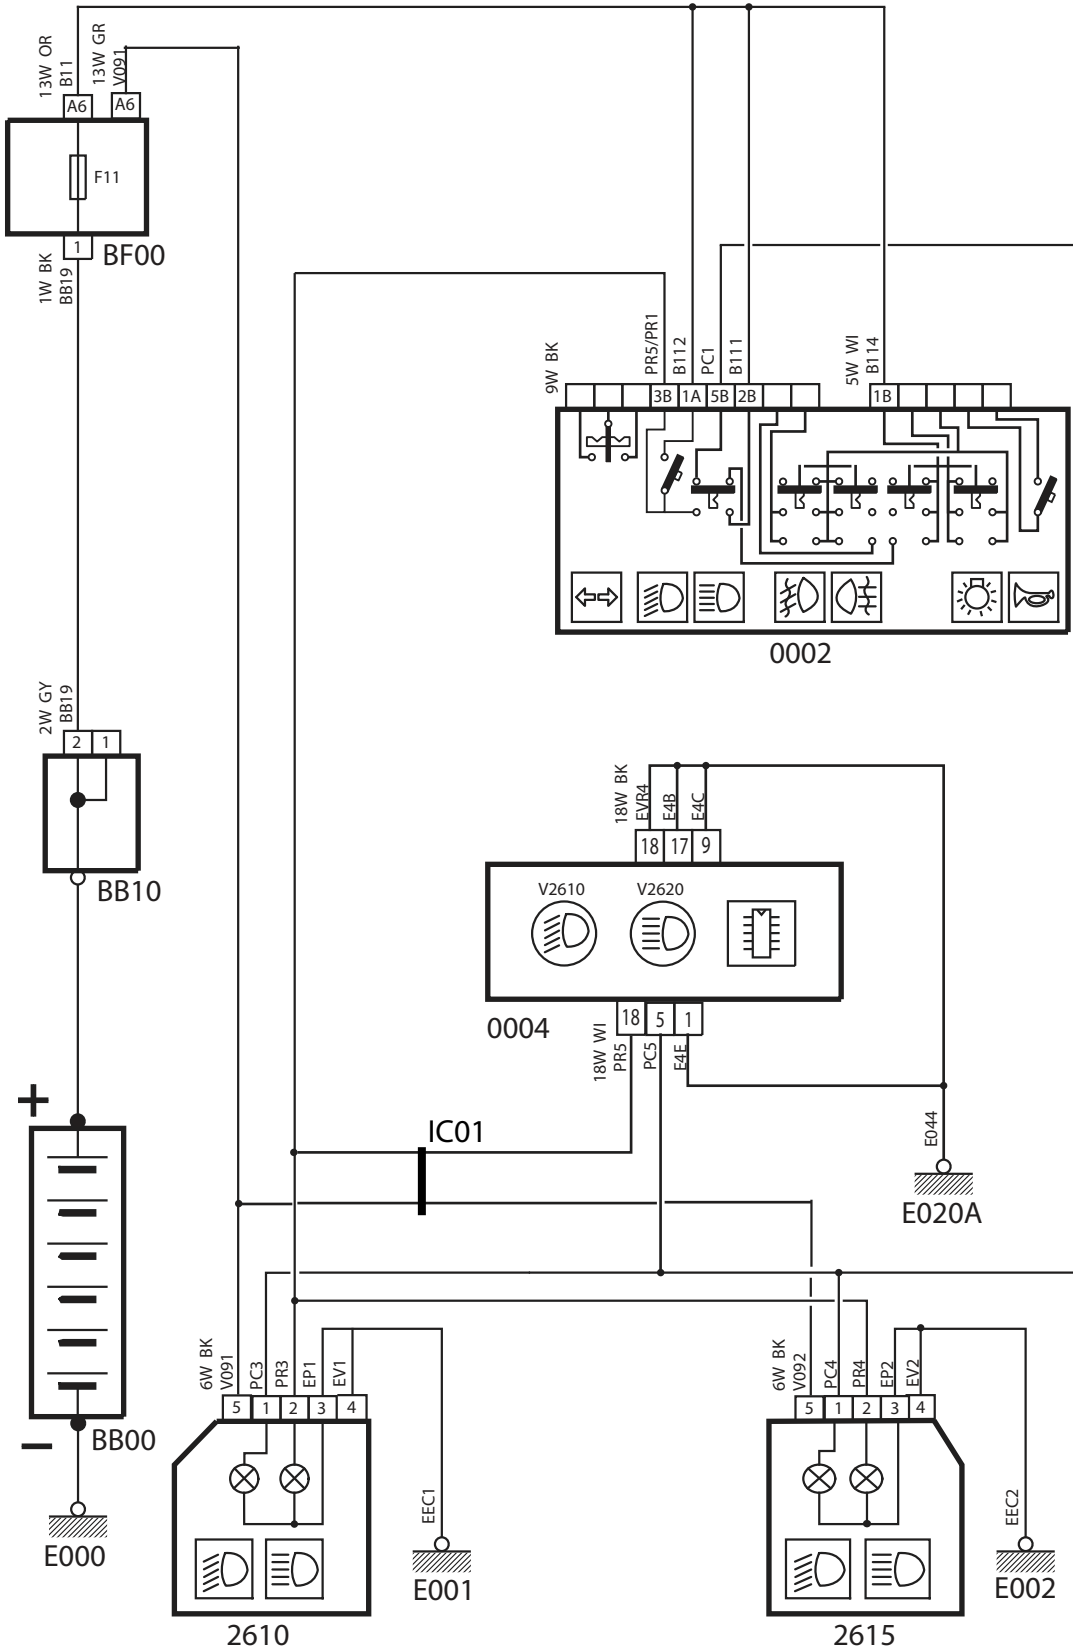 13W OR
B11
13W GR
V091
A6
A6
F11
1
BF00
1W BK
BB19
9W BK
PR5/PR1
B112
PC1
B111
5W WI
B114
3B
1A
5B
2B
1B
0002
2W GY
BB19
2
1
BB10
18W BK
EVR4
E4B
E4C
18
17
9
V2610
V2620
0004
18
5
1
18W WI
PR5
PC5
E4E
E044
E020A
IC01
+
−
BB00
E000
6W BK
V091
PC3
PR3
EP1
EV1
5
1
2
3
4
EEC1
E001
2610
6W BK
V092
PC4
PR4
EP2
EV2
5
1
2
3
4
EEC2
E002
2615